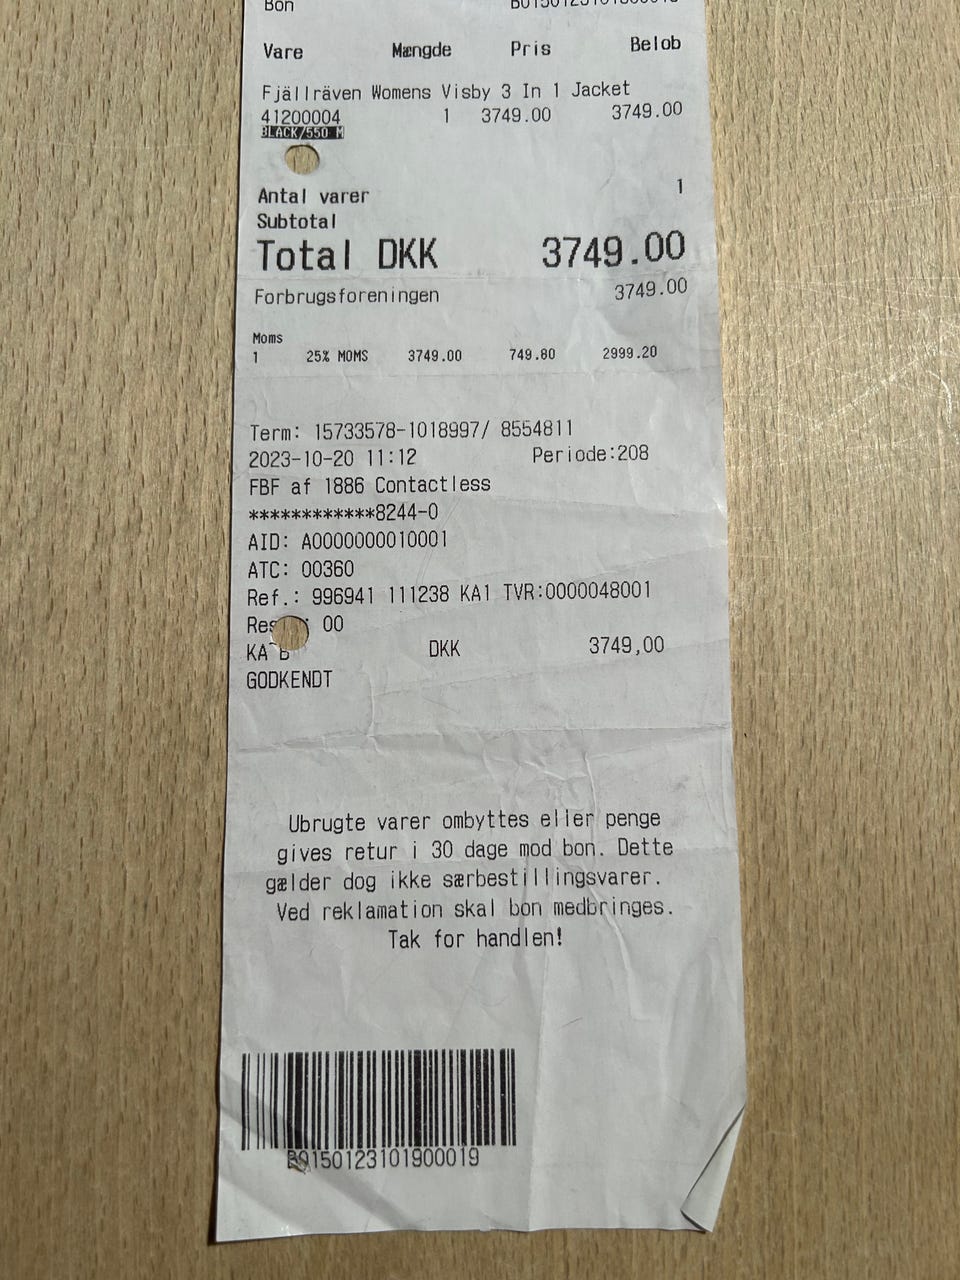 Bon
Vare Mængde Pris Beløb
Fjällräven Womens Visby 3 In 1 Jacket
41200004 1 3749.00 3749.00
BLACK/550 M
Antal varer 1
Subtotal
Total DKK 3749.00
Forbrugsforeningen 3749.00
Moms
1 25% MOMS 3749.00 749.80 2999.20
Term: 15733578-1018997/ 8554811
2023-10-20 11:12 Periode:208
FBF af 1886 Contactless
************8244-0
AID: A0000000010001
ATC: 00360
Ref.: 996941 111238 KA1 TVR:0000048001
00
DKK 3749,00
GODKENDT
Ubrugte varer ombyttes eller penge
gives retur i 30 dage mod bon. Dette
gælder dog ikke særbestillingsvarer.
Ved reklamation skal bon medbringes.
Tak for handlen!
B0150123101900019